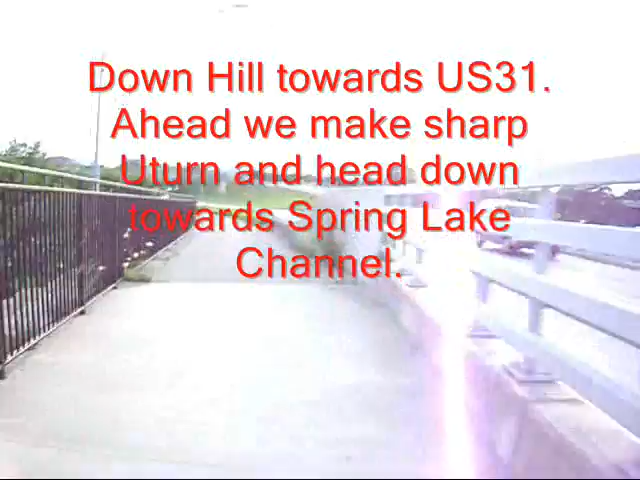 Down Hill towards US31.
Ahead we make sharp
Uturn and head down
towards Spring Lake
Channel.